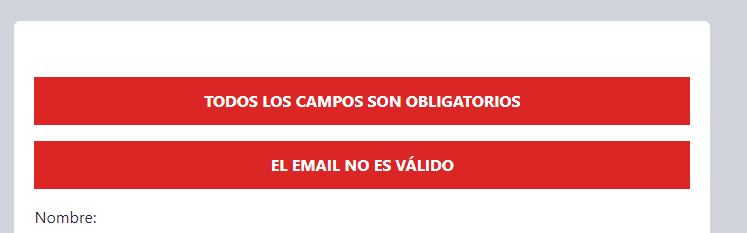 TODOS LOS CAMPOS SON OBLIGATORIOS
EL EMAIL NO ES VÁLIDO
Nombre: